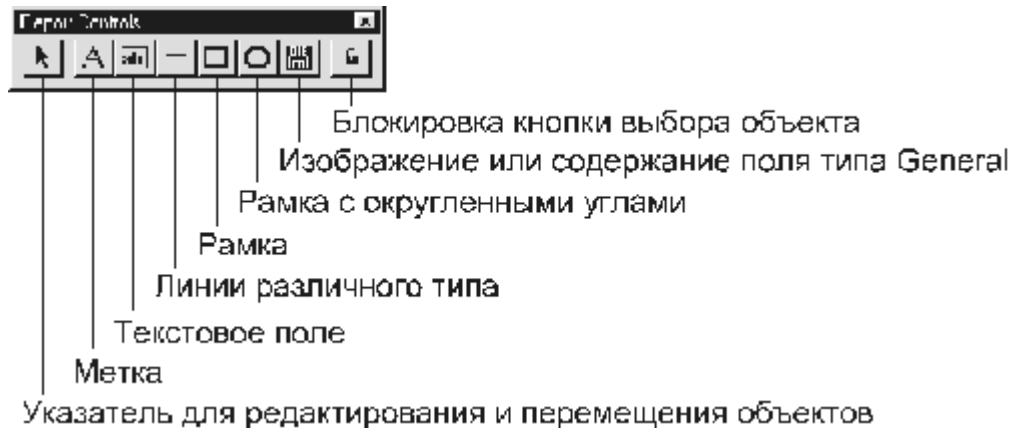 Report Controls
A
Блокировка кнопки выбора объекта
Изображение или содержание поля типа General
Рамка с округленными углами
Рамка
Линии различного типа
Текстовое поле
Метка
Указатель для редактирования и перемещения объектов